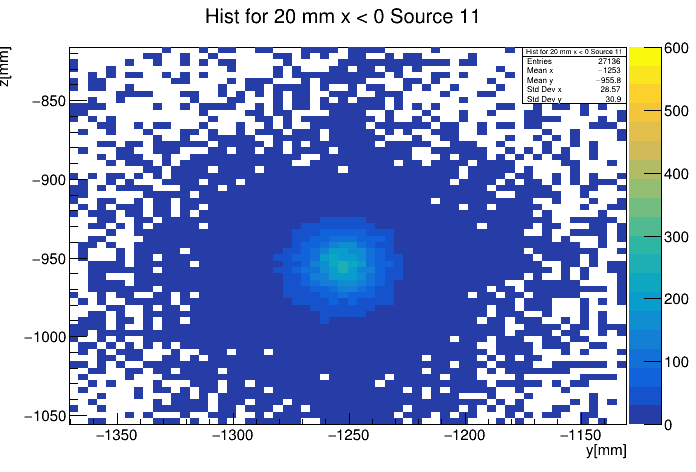 Hist for 20 mm x < 0 Source 11
z[mm]
Hist for 20 mm x < 0 Source 11
Entries 27136
Mean x −1253
Mean y −955.8
Std Dev x 28.57
Std Dev y 30.9
−850
−900
−950
−1000
−1050
−1350
−1300
−1250
−1200
−1150
y[mm]
600
500
400
300
200
100
0